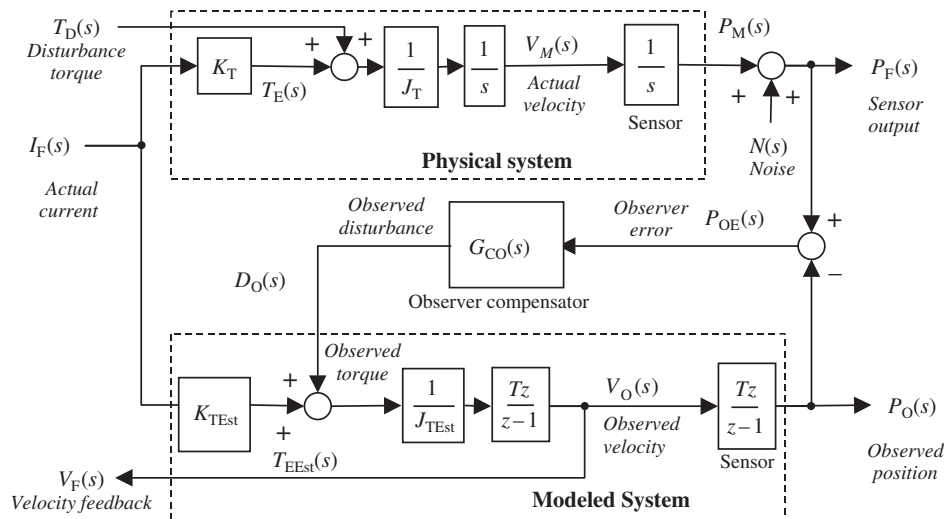 T_D(s)
Disturbance
torque
+
+
K_T
T_E(s)
1
J_T
1
s
V_M(s)
Actual
velocity
1
s
Sensor
P_M(s)
+
+
P_F(s)
Sensor
output
N(s)
Noise
Physical system
I_F(s)
Actual
current
Observed
disturbance
G_CO(s)
Observer compensator
Observer
error
P_OE(s)
+
−
D_O(s)
Observed
torque
+
+
K_TEst
T_EEst(s)
1
J_TEst
Tz
z−1
V_O(s)
Observed
velocity
Tz
z−1
Sensor
P_O(s)
Observed
position
V_F(s)
Velocity feedback
Modeled System